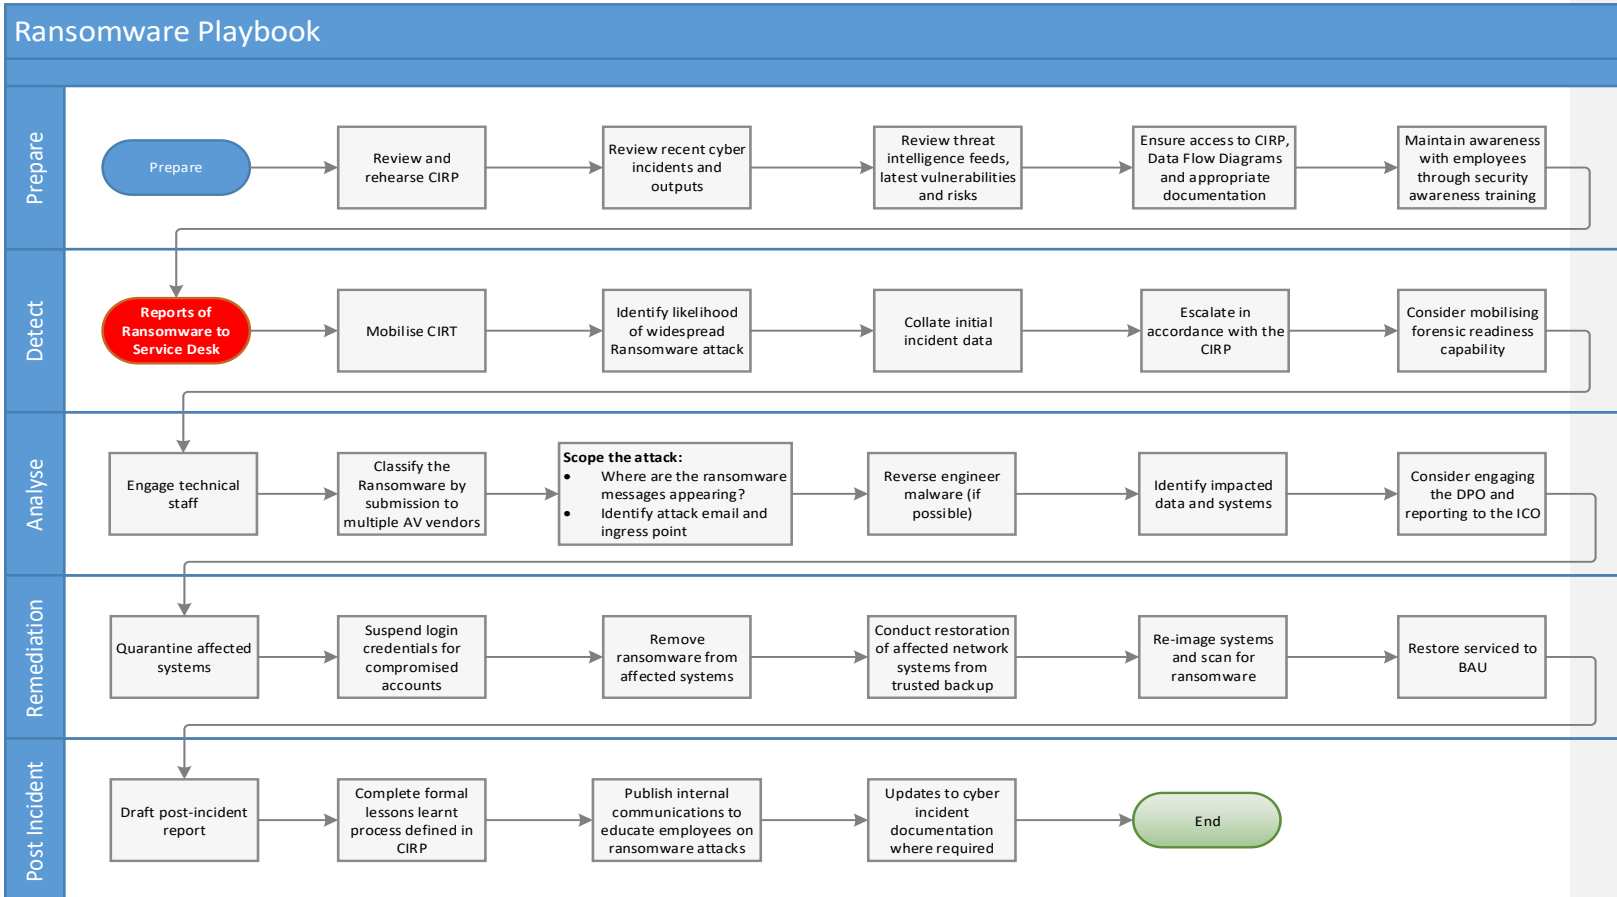 Ransomware Playbook
Prepare
Prepare
Review and
rehearse CIRP
Review recent cyber
incidents and
outputs
Review threat
intelligence feeds,
latest vulnerabilities
and risks
Ensure access to CIRP,
Data Flow Diagrams
and appropriate
documentation
Maintain awareness
with employees
through security
awareness training
Detect
Reports of
Ransomware to
Service Desk
Mobilise CIRT
Identify likelihood
of widespread
Ransomware attack
Collate initial
incident data
Escalate in
accordance with the
CIRP
Consider mobilising
forensic readiness
capability
Analyse
Engage technical
staff
Classify the
Ransomware by
submission to
multiple AV vendors
Scope the attack:
• Where are the ransomware
messages appearing?
• Identify attack email and
ingress point
Reverse engineer
malware (if
possible)
Identify impacted
data and systems
Consider engaging
the DPO and
reporting to the ICO
Remediation
Quarantine affected
systems
Suspend login
credentials for
compromised
accounts
Remove
ransomware from
affected systems
Conduct restoration
of affected network
systems from
trusted backup
Re-image systems
and scan for
ransomware
Restore serviced to
BAU
Post Incident
Draft post-incident
report
Complete formal
lessons learnt
process defined in
CIRP
Publish internal
communications to
educate employees on
ransomware attacks
Updates to cyber
incident
documentation
where required
End